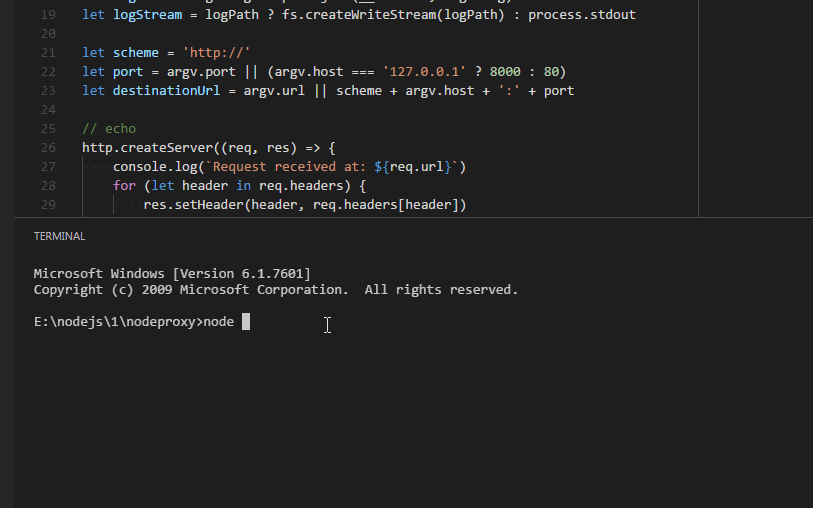 19 let logStream = logPath ? fs.createWriteStream(logPath) : process.stdout
20
21 let scheme = 'http://'
22 let port = argv.port || (argv.host === '127.0.0.1' ? 8000 : 80)
23 let destinationUrl = argv.url || scheme + argv.host + ':' + port
24
25 // echo
26 http.createServer((req, res) => {
27 console.log(`Request received at: ${req.url}`)
28 for (let header in req.headers) {
29 res.setHeader(header, req.headers[header])
TERMINAL
Microsoft Windows [Version 6.1.7601]
Copyright (c) 2009 Microsoft Corporation.  All rights reserved.
E:\nodejs\1\nodeproxy>node